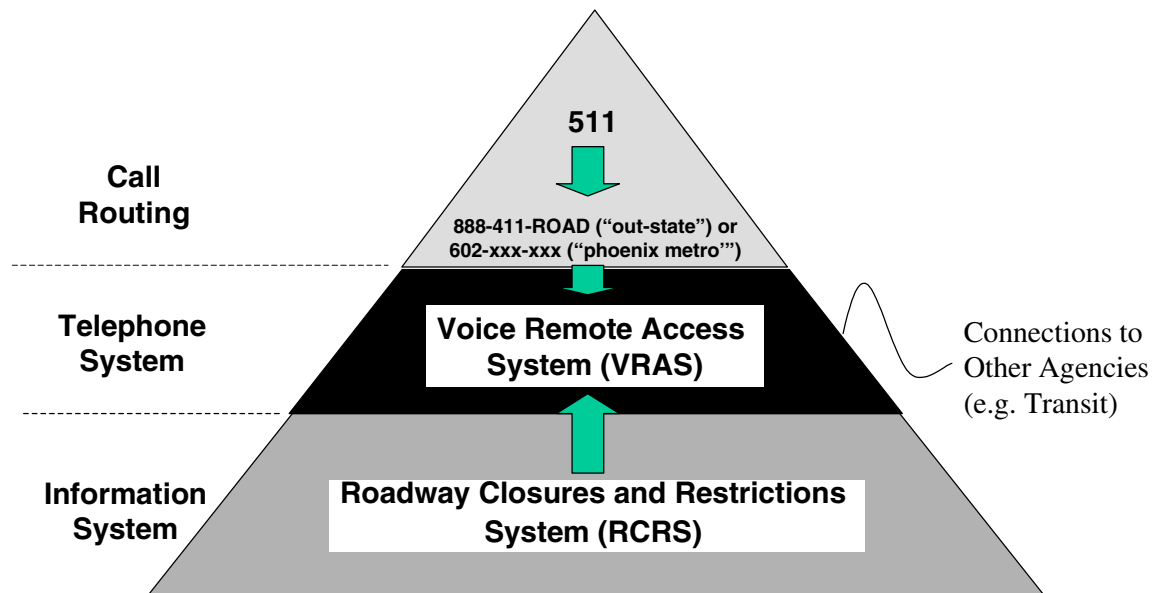 511
Call
Routing
888-411-ROAD (“out-state”) or
602-xxx-xxx (“phoenix metro’”)
Telephone
System
Voice Remote Access
System (VRAS)
Connections to
Other Agencies
(e.g. Transit)
Information
System
Roadway Closures and Restrictions
System (RCRS)